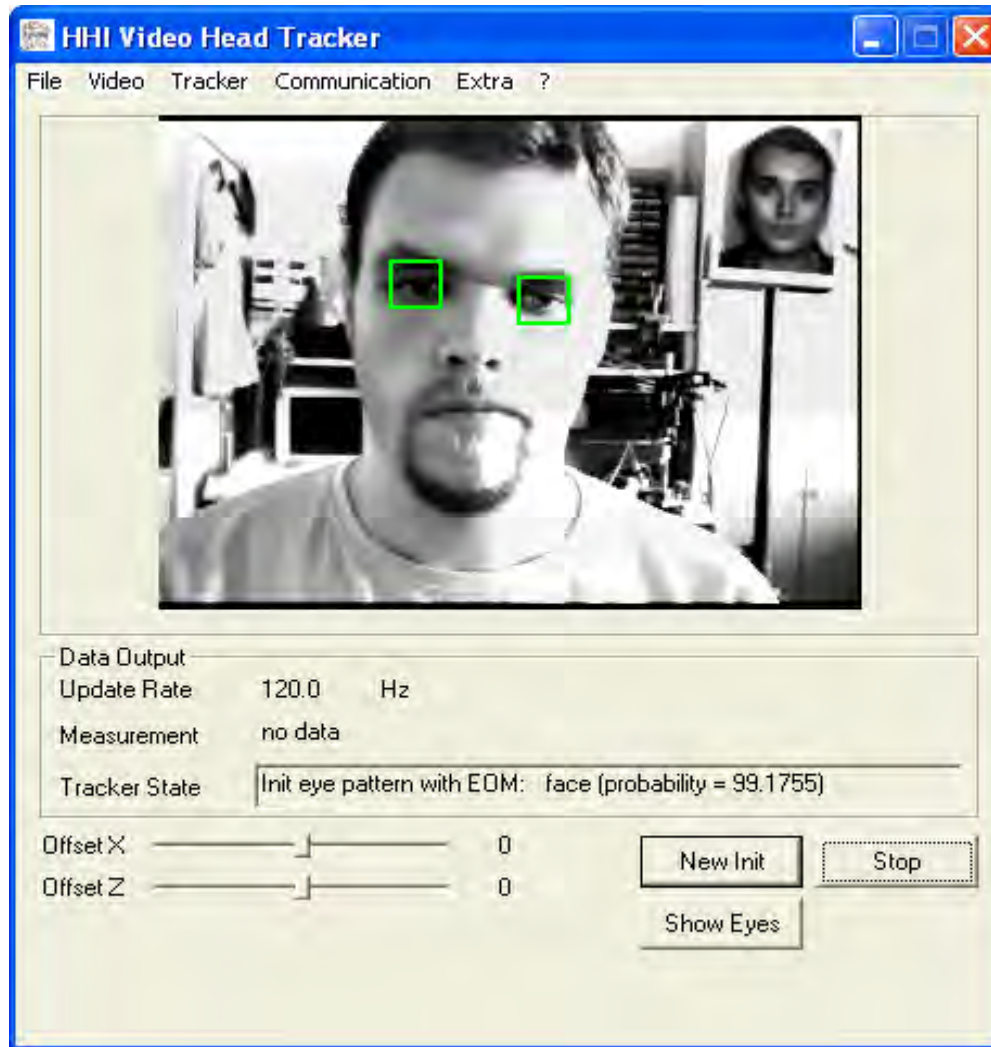 HHI Video Head Tracker
File Video Tracker Communication Extra ?
Data Output
Update Rate 120.0 Hz
Measurement no data
Tracker State Init eye pattern with EOM: face (probability = 99.1755)
Offset X 0
Offset Z 0
New Init Stop
Show Eyes